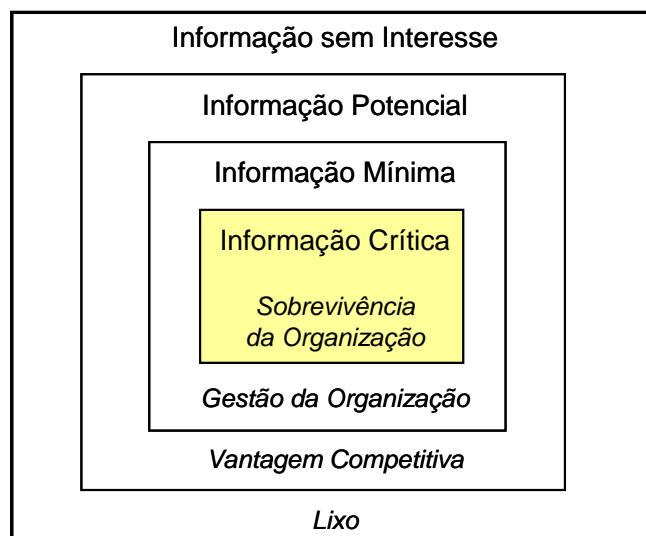 Informação sem Interesse
Informação Potencial
Informação Mínima
Informação Crítica
Sobrevivência
da Organização
Gestão da Organização
Vantagem Competitiva
Lixo